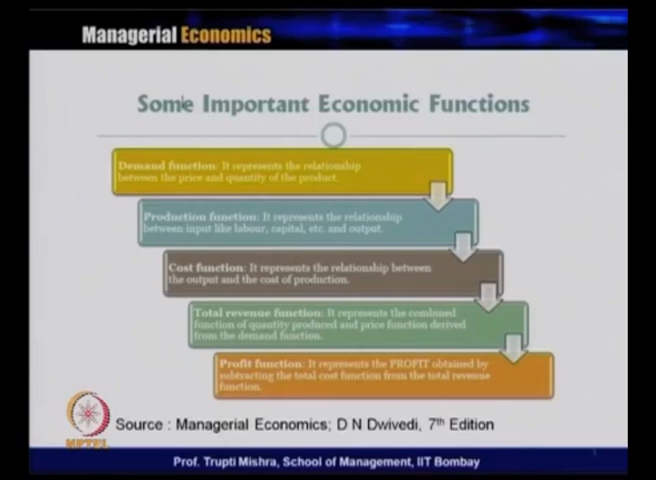 Managerial Economics
Some Important Economic Functions
Demand function: It represents the relationship
between the price and quantity of the product.
Production function: It represents the relationship
between input like labour, capital, etc. and output.
Cost function: It represents the relationship between
the output and the cost of production.
Total revenue function: It represents the combined
function of quantity produced and price function derived
from the demand function.
Profit function: It represents the PROFIT obtained by
subtracting the total cost function from the total revenue
function.
Source : Managerial Economics; D N Dwivedi, 7th Edition
NPTEL
Prof. Trupti Mishra, School of Management, IIT Bombay
1